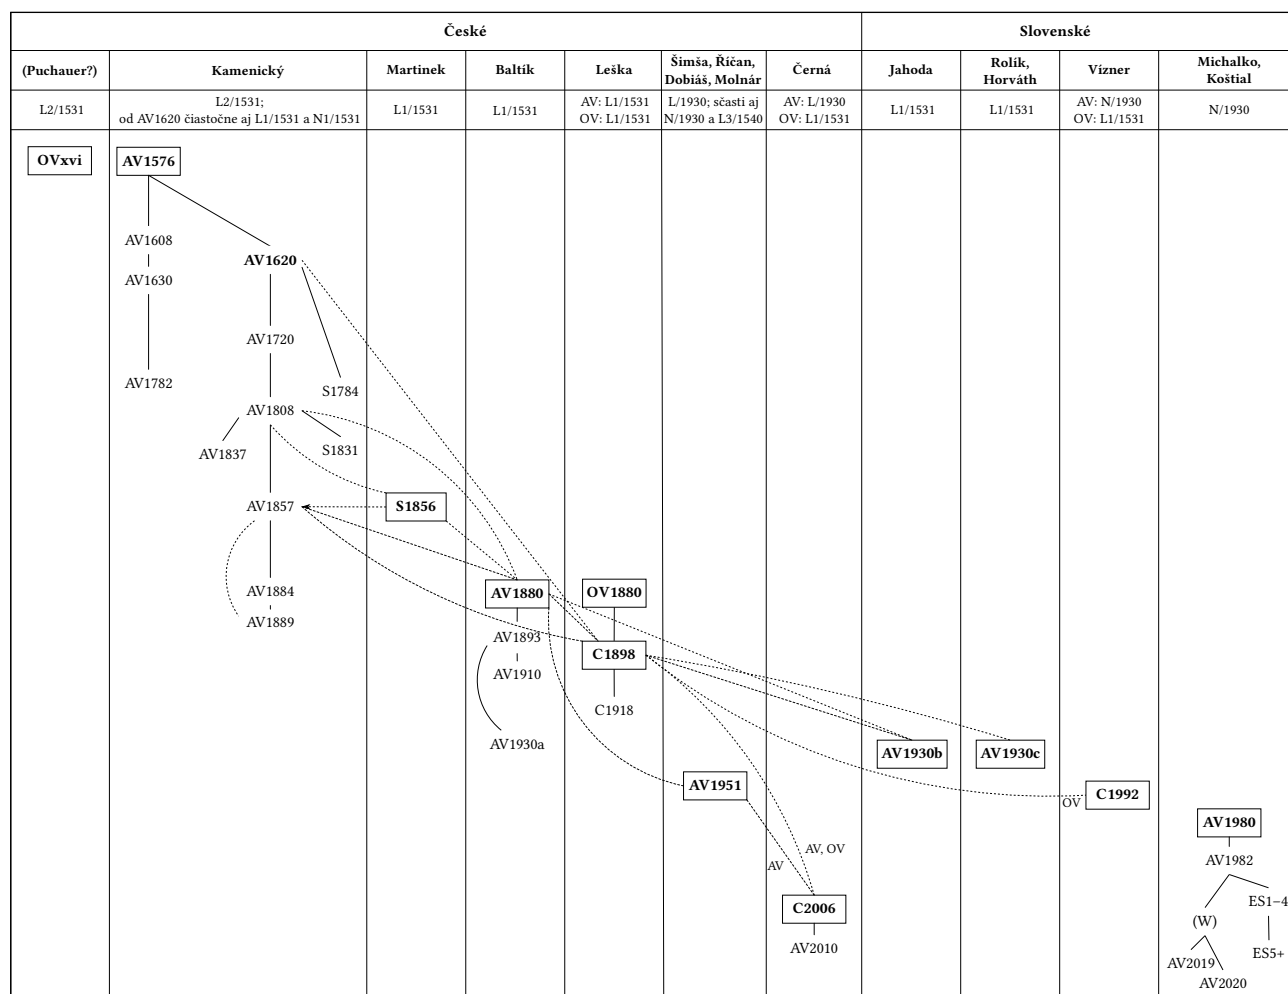 České
Slovenské
(Puchauer?)
Kamenický
Martinek
Baltík
Leška
Šimša, Říčan,
Dobiáš, Molnár
Černá
Jahoda
Rolík,
Horváth
Vízner
Michalko,
Koštial
L2/1531
L2/1531;
od AV1620 čiastočne aj L1/1531 a N1/1531
L1/1531
L1/1531
AV: L1/1531
OV: L1/1531
L/1930; sčasti aj
N/1930 a L3/1540
AV: L/1930
OV: L1/1531
L1/1531
L1/1531
AV: N/1930
OV: L1/1531
N/1930
OVxvi
AV1576
AV1608
AV1620
AV1630
AV1720
AV1782
S1784
AV1808
AV1837
S1831
AV1857
S1856
AV1884
AV1880
OV1880
AV1889
AV1893
C1898
AV1910
C1918
AV1930a
AV1930b
AV1930c
AV1951
OV
C1992
AV1980
AV, OV
AV
AV1982
C2006
ES1–4
(W)
AV2010
ES5+
AV2019
AV2020